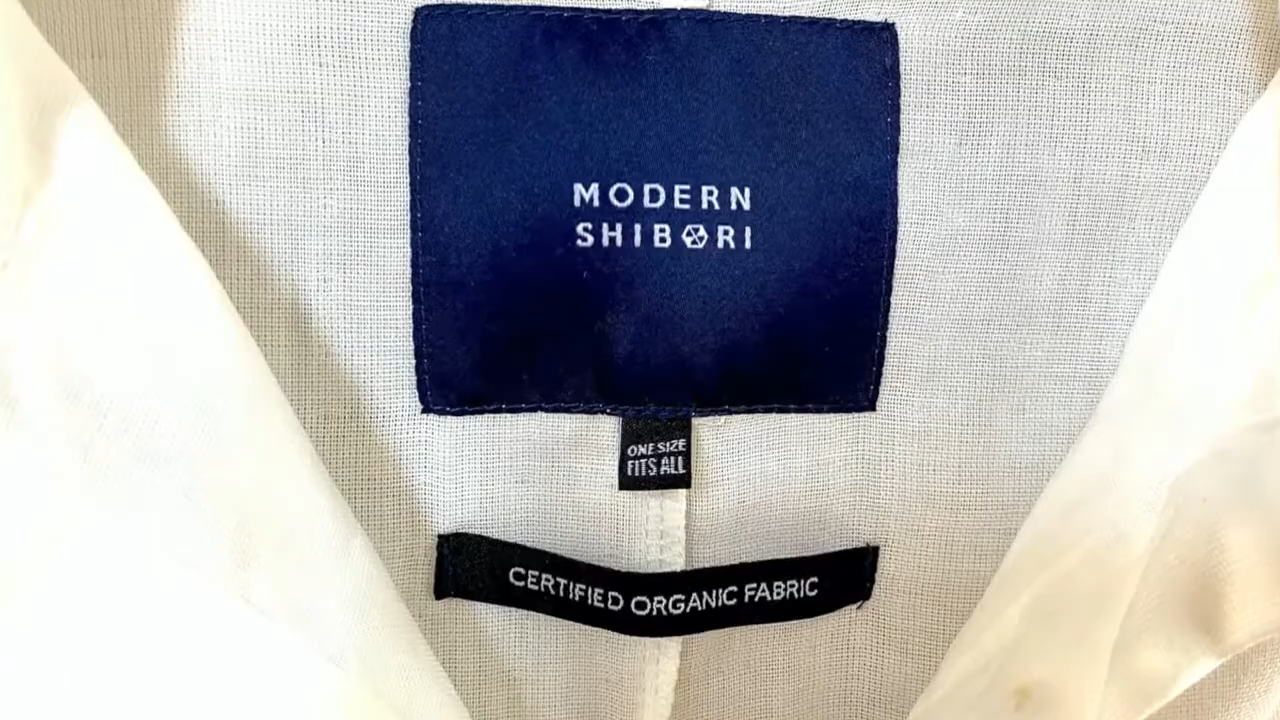 MODERN
SHIBORI
ONE SIZE
FITS ALL
CERTIFIED ORGANIC FABRIC